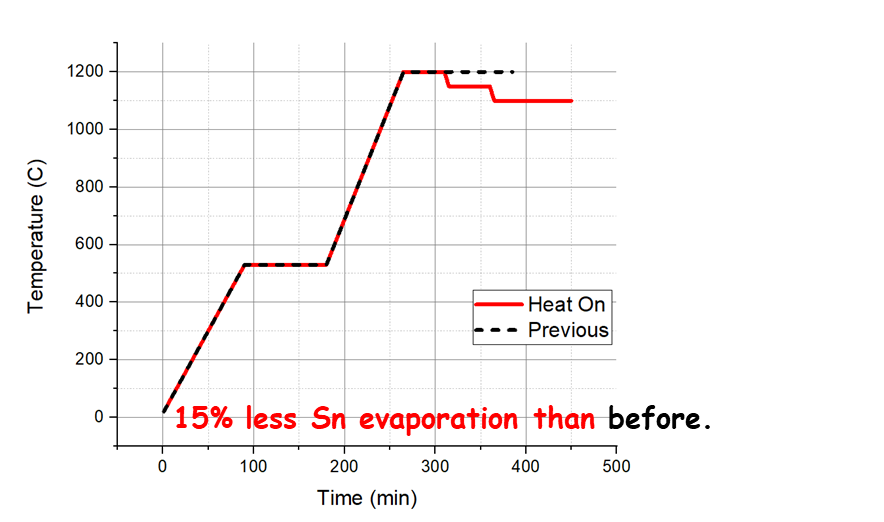 1200
1000
800
600
400
200
0
Temperature (C)
Heat On
Previous
15% less Sn evaporation than before.
0 100 200 300 400 500
Time (min)